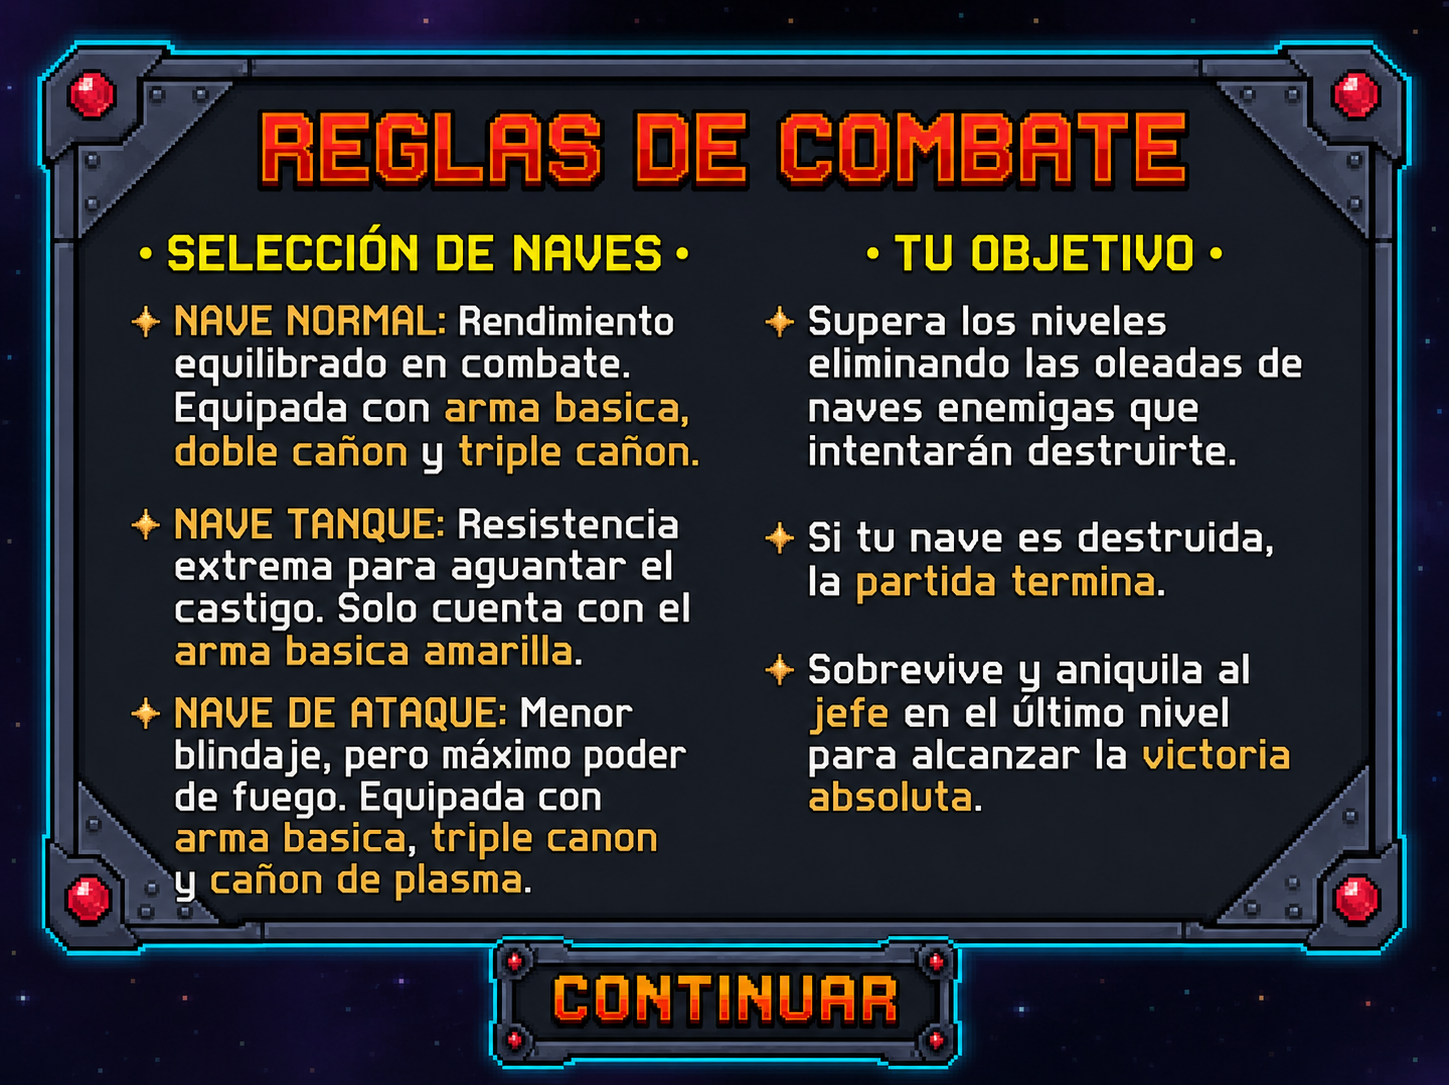 REGLAS DE COMBATE
• SELECCIÓN DE NAVES •
NAVE NORMAL: Rendimiento
equilibrado en combate.
Equipada con arma basica,
doble cañon y triple cañon.
NAVE TANQUE: Resistencia
extrema para aguantar el
castigo. Solo cuenta con el
arma basica amarilla.
NAVE DE ATAQUE: Menor
blindaje, pero máximo poder
de fuego. Equipada con
arma basica, triple canon
y cañon de plasma.
• TU OBJETIVO •
Supera los niveles
eliminando las oleadas de
naves enemigas que
intentarán destruirte.
Si tu nave es destruida,
la partida termina.
Sobrevive y aniquila al
jefe en el último nivel
para alcanzar la victoria
absoluta.
CONTINUAR